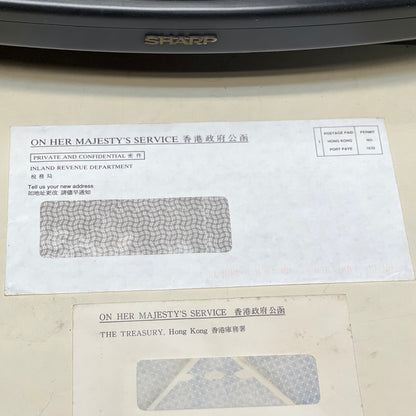 SHARP
ON HER MAJESTY'S SERVICE 香港政府公函
PRIVATE AND CONFIDENTIAL 密件
INLAND REVENUE DEPARTMENT
稅務局
Tell us your new address
如地址更改 請儘早通知
POSTAGE PAID
HONG KONG
PORT PAYE
PERMIT
NO.
ON HER MAJESTY'S SERVICE 香港政府公函
THE TREASURY, Hong Kong 香港庫務署